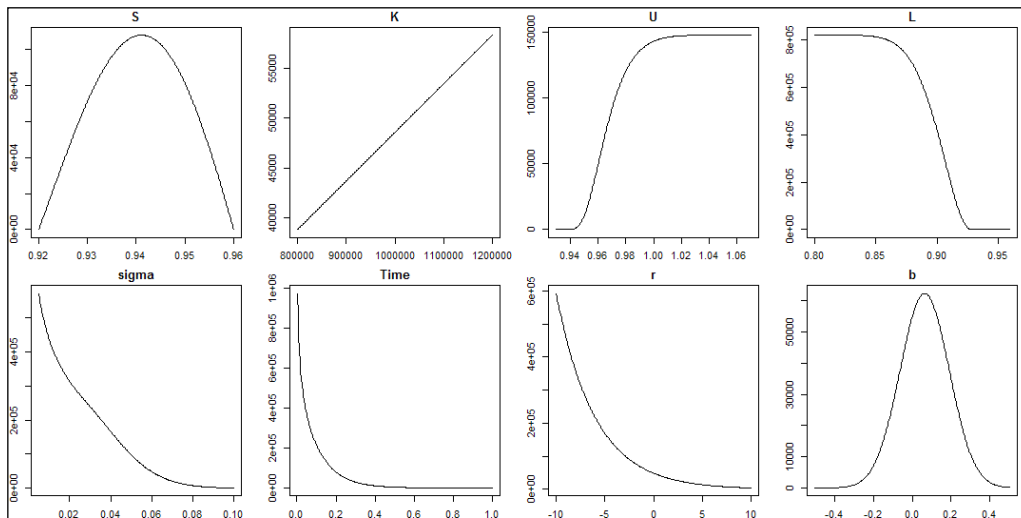 S
K
U
L
0e+00 4e+04 8e+04
0.92 0.93 0.94 0.95 0.96
40000 45000 50000 55000
800000 900000 1000000 1100000 1200000
0 50000 100000 150000
0.94 0.96 0.98 1.00 1.02 1.04 1.06
0e+00 2e+05 4e+05 6e+05 8e+05
0.80 0.85 0.90 0.95
sigma
Time
r
b
0e+00 2e+05 4e+05
0.02 0.04 0.06 0.08 0.10
0e+00 2e+05 4e+05 6e+05 8e+05 1e+06
0.0 0.2 0.4 0.6 0.8 1.0
0e+00 2e+05 4e+05 6e+05
-10 -5 0 5 10
0 10000 30000 50000
-0.4 -0.2 0.0 0.2 0.4